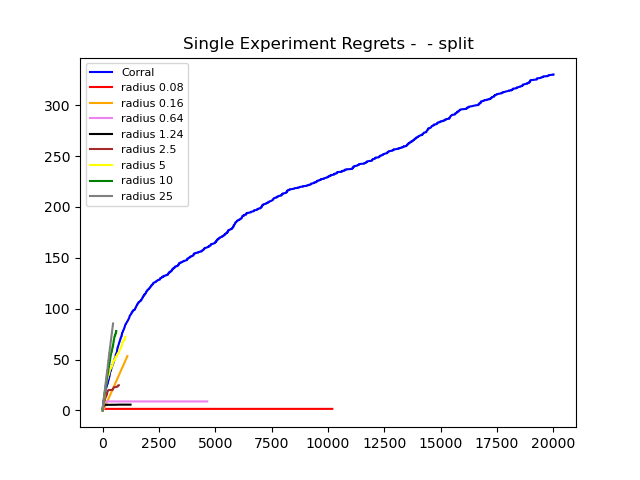 Single Experiment Regrets -  - split
Corral
radius 0.08
radius 0.16
radius 0.64
radius 1.24
radius 2.5
radius 5
radius 10
radius 25
300
250
200
150
100
50
0
0 2500 5000 7500 10000 12500 15000 17500 20000